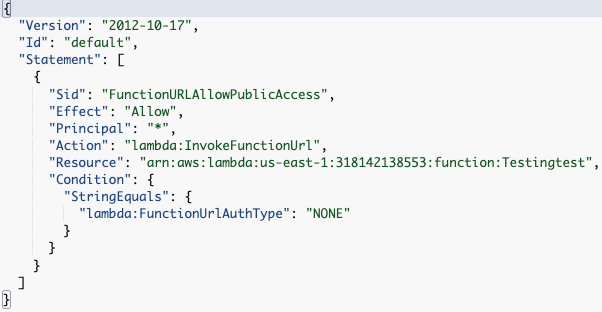 {
  "Version": "2012-10-17",
  "Id": "default",
  "Statement": [
    {
      "Sid": "FunctionURLAllowPublicAccess",
      "Effect": "Allow",
      "Principal": "*",
      "Action": "lambda:InvokeFunctionUrl",
      "Resource": "arn:aws:lambda:us-east-1:318142138553:function:Testingtest",
      "Condition": {
        "StringEquals": {
          "lambda:FunctionUrlAuthType": "NONE"
        }
      }
    }
  ]
}